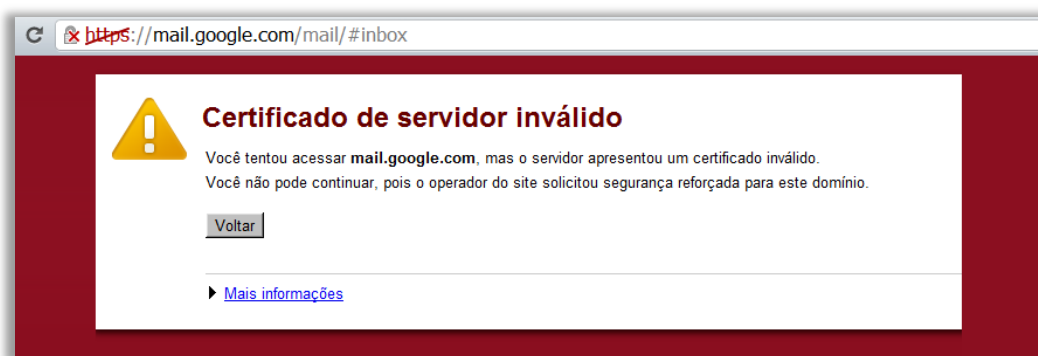 https://mail.google.com/mail/#inbox
Certificado de servidor inválido
Você tentou acessar mail.google.com, mas o servidor apresentou um certificado inválido.
Você não pode continuar, pois o operador do site solicitou segurança reforçada para este domínio.
Voltar
Mais informações